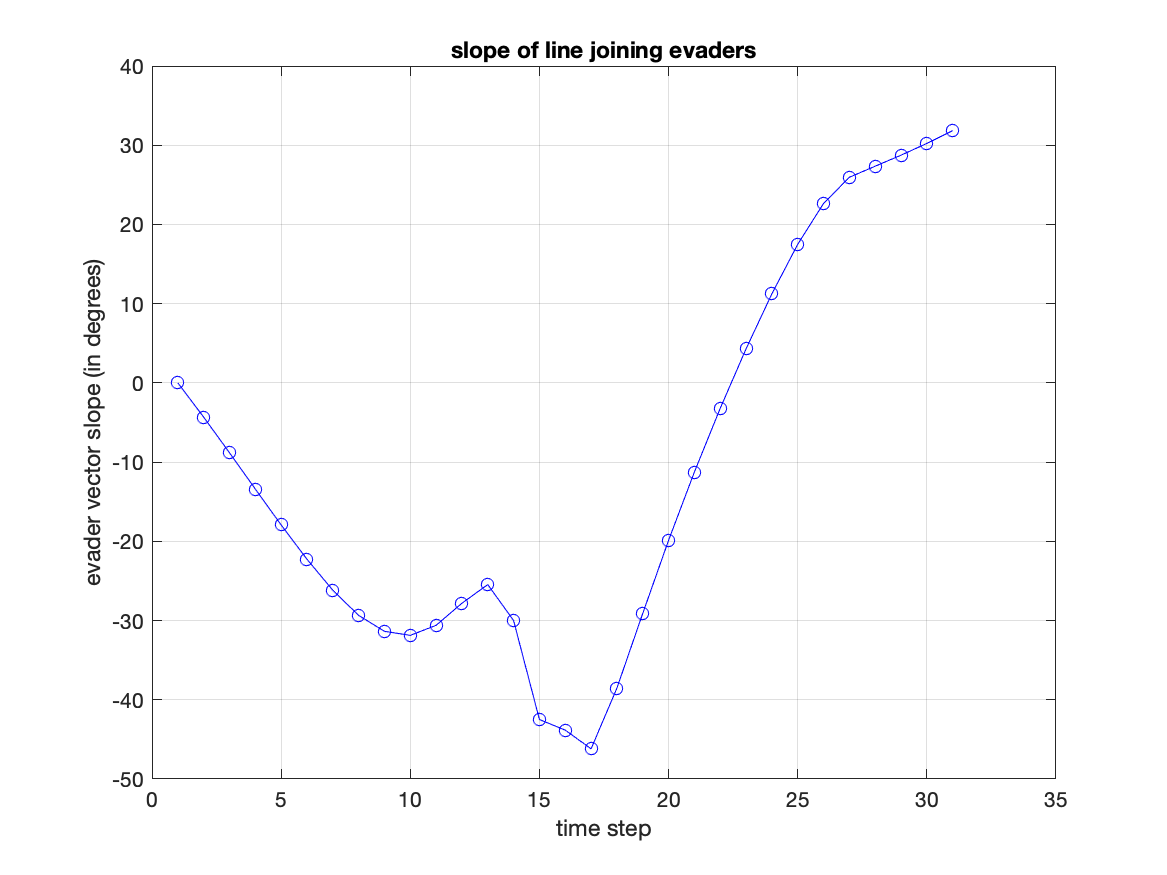 slope of line joining evaders
40
30
20
10
0
-10
-20
-30
-40
-50
evader vector slope (in degrees)
0 5 10 15 20 25 30 35
time step